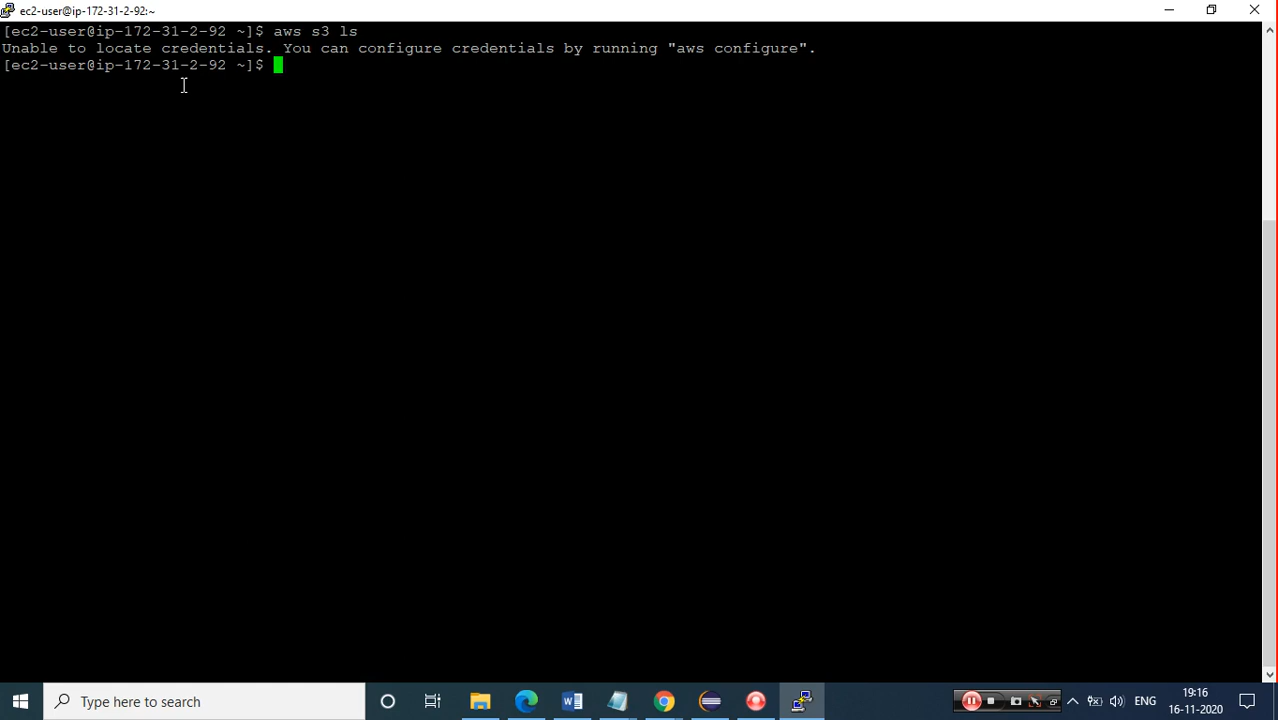 ec2-user@ip-172-31-2-92:~
[ec2-user@ip-172-31-2-92 ~]$ aws s3 ls
Unable to locate credentials. You can configure credentials by running "aws configure".
[ec2-user@ip-172-31-2-92 ~]$
Type here to search
ENG
19:16
16-11-2020